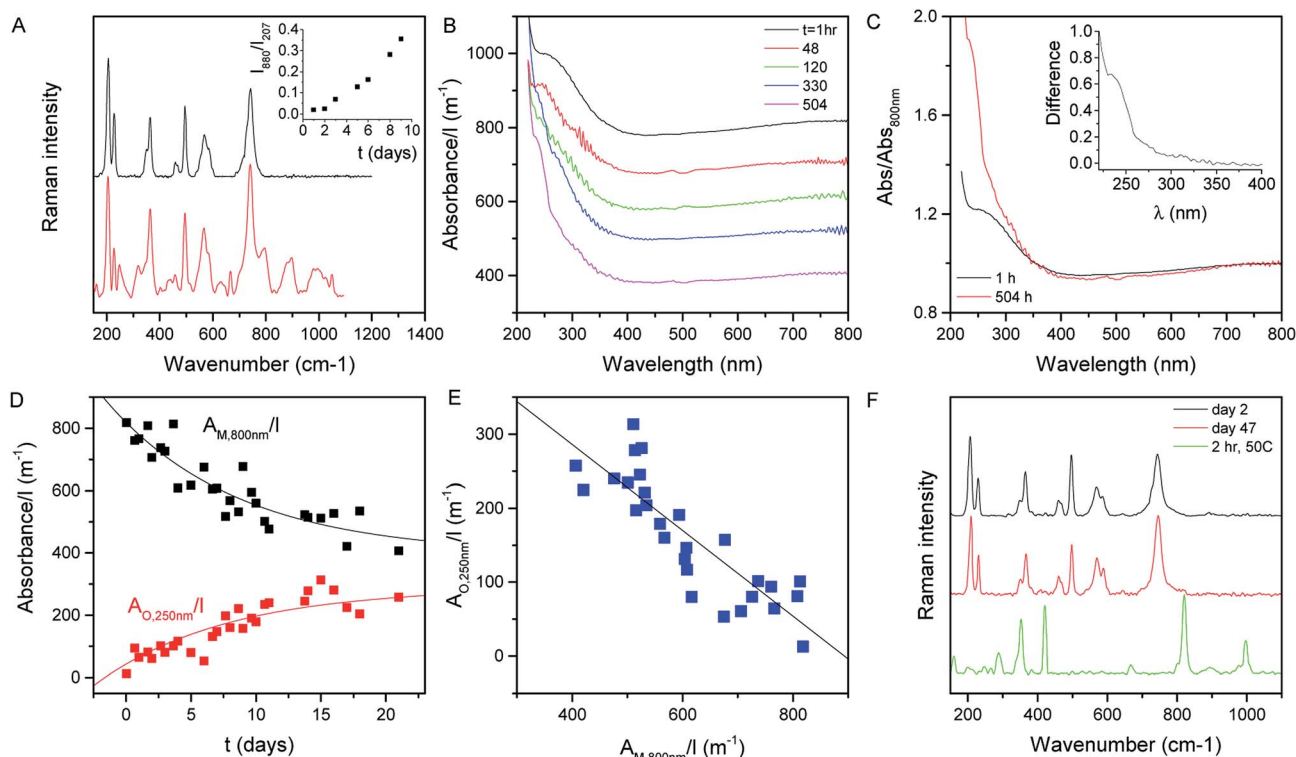 A
Raman intensity
I880/I207
0.4
0.3
0.2
0.1
0.0
0 2 4 6 8 10
t (days)
200 400 600 800 1000 1200 1400
Wavenumber (cm-1)
B
Absorbance/l (m-1)
1000
800
600
400
t=1hr
48
120
330
504
200 300 400 500 600 700 800
Wavelength (nm)
C
Abs/Abs800nm
2.0
1.6
1.2
0.8
Difference
1.0
0.8
0.6
0.4
0.2
0.0
250 300 350 400
λ (nm)
1 h
504 h
200 300 400 500 600 700 800
Wavelength (nm)
D
Absorbance/l (m-1)
800
600
400
200
0
AM,800nm/l
AO,250nm/l
0 5 10 15 20
t (days)
E
AO,250nm/l (m-1)
300
200
100
0
400 600 800
AM,800nm/l (m-1)
F
Raman intensity
day 2
day 47
2 hr, 50C
200 400 600 800 1000
Wavenumber (cm-1)